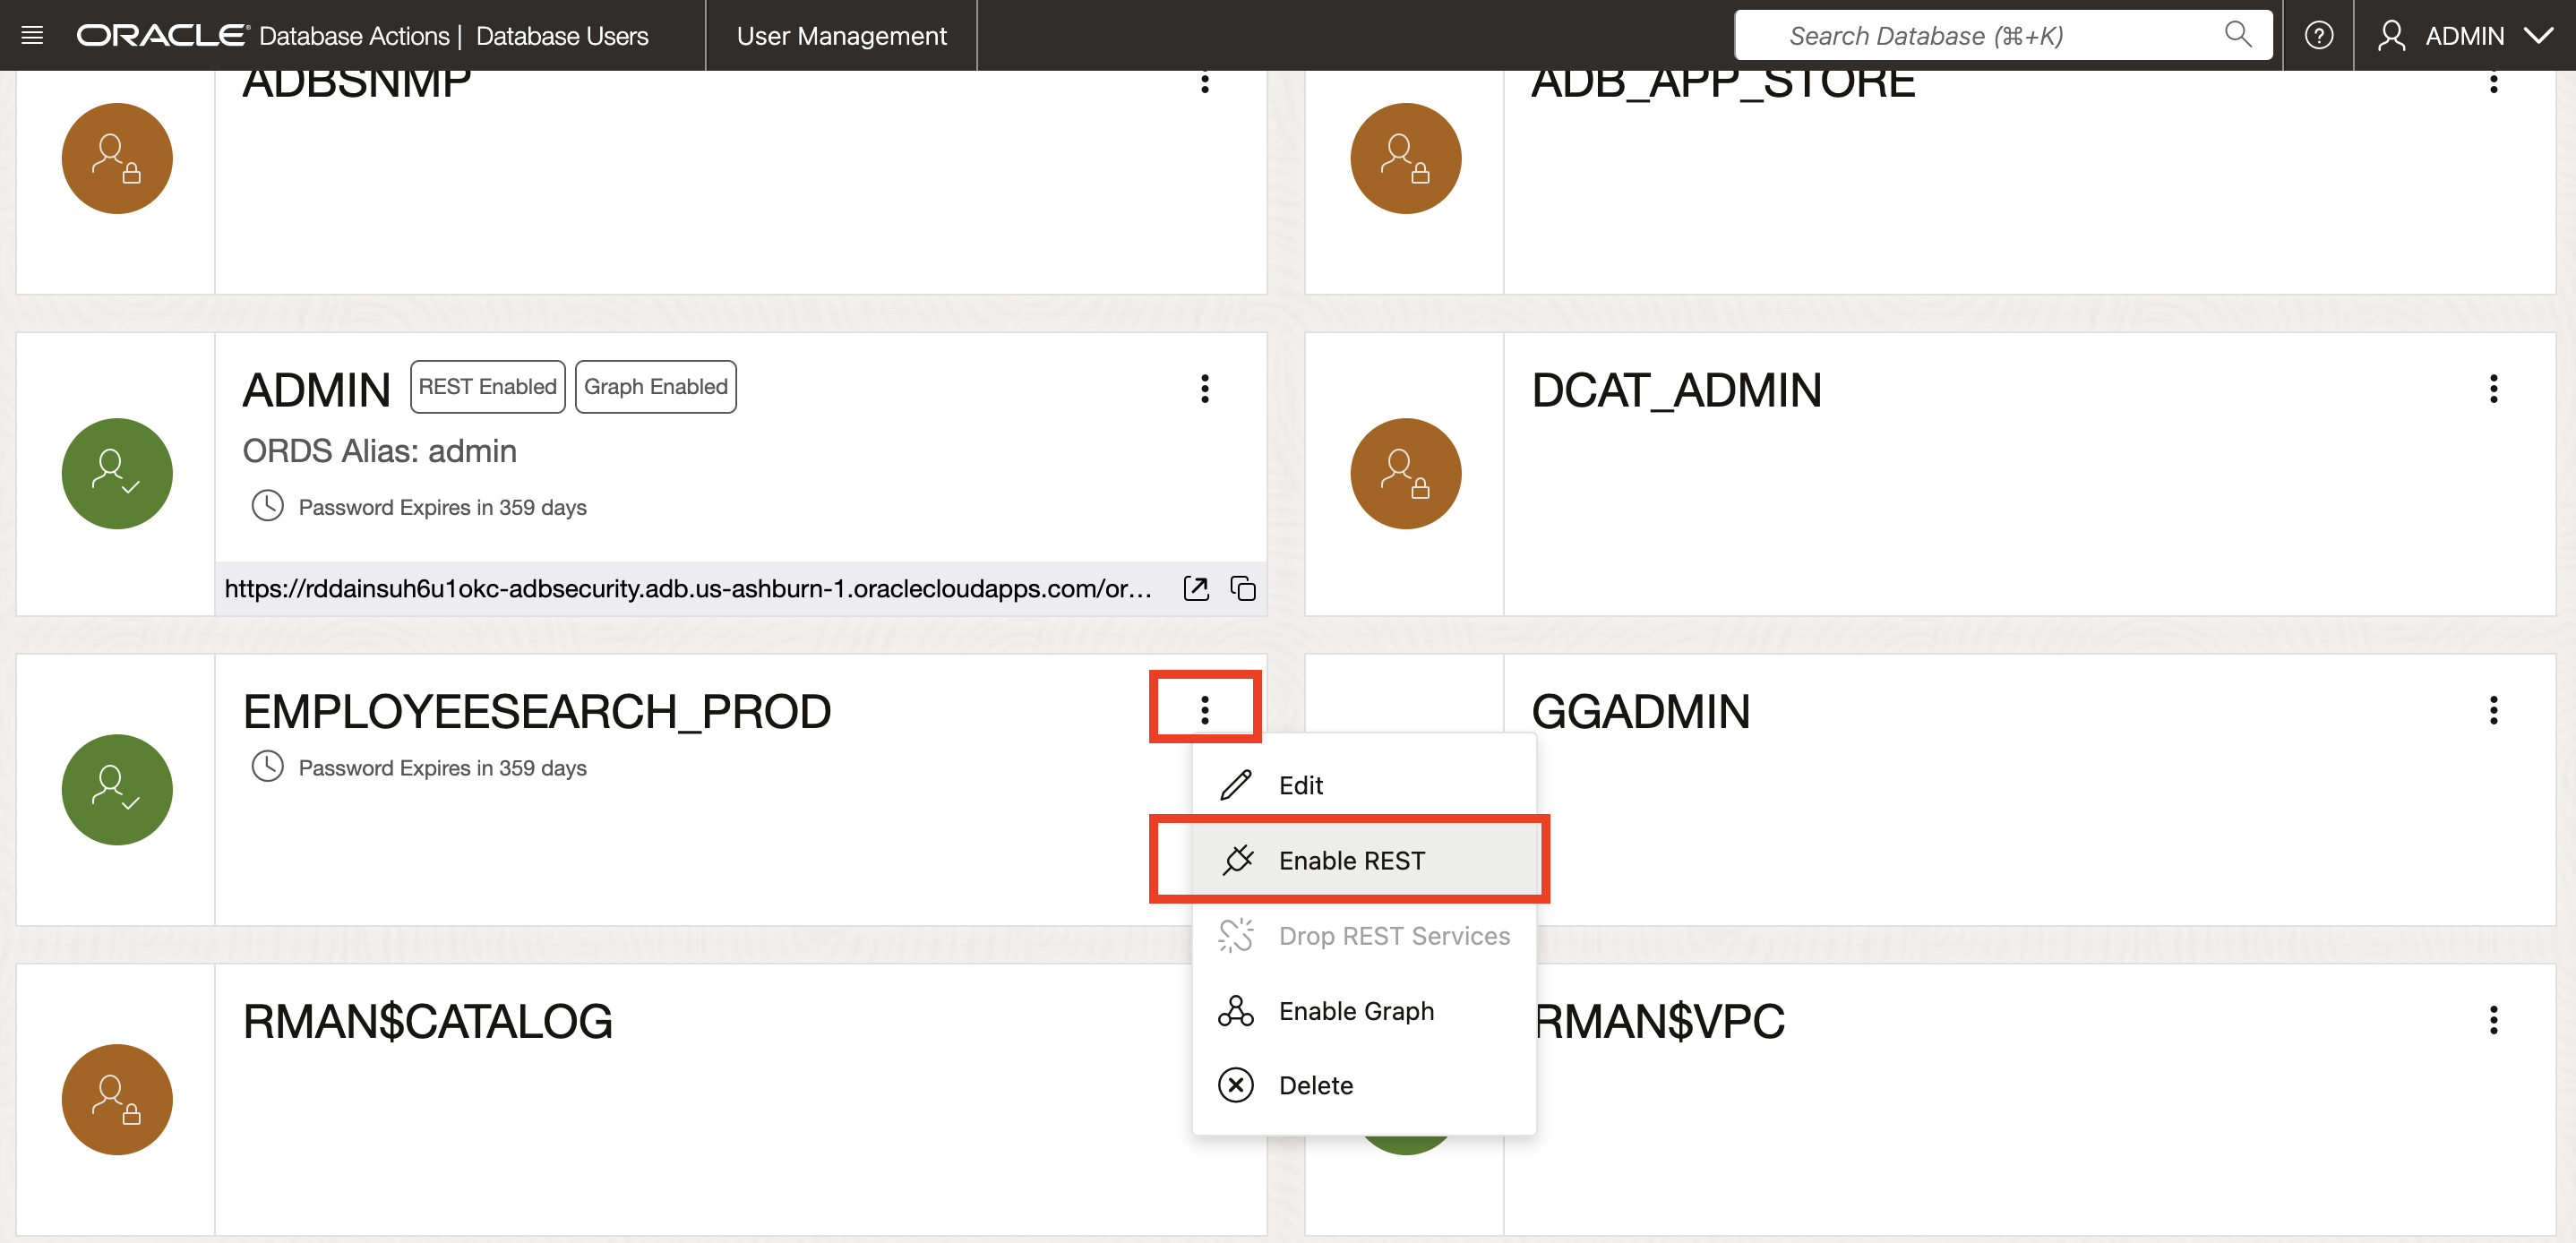 ORACLE Database Actions | Database Users
User Management
Search Database (⌘+K)
ADMIN
ADBSNMP
ADB_APP_STORE
ADMIN
REST Enabled
Graph Enabled
ORDS Alias: admin
Password Expires in 359 days
https://rddainsuh6u1okc-adbsecurity.adb.us-ashburn-1.oraclecloudapps.com/or...
DCAT_ADMIN
EMPLOYEESEARCH_PROD
Password Expires in 359 days
GGADMIN
Edit
Enable REST
Drop REST Services
Enable Graph
Delete
RMAN$CATALOG
RMAN$VPC